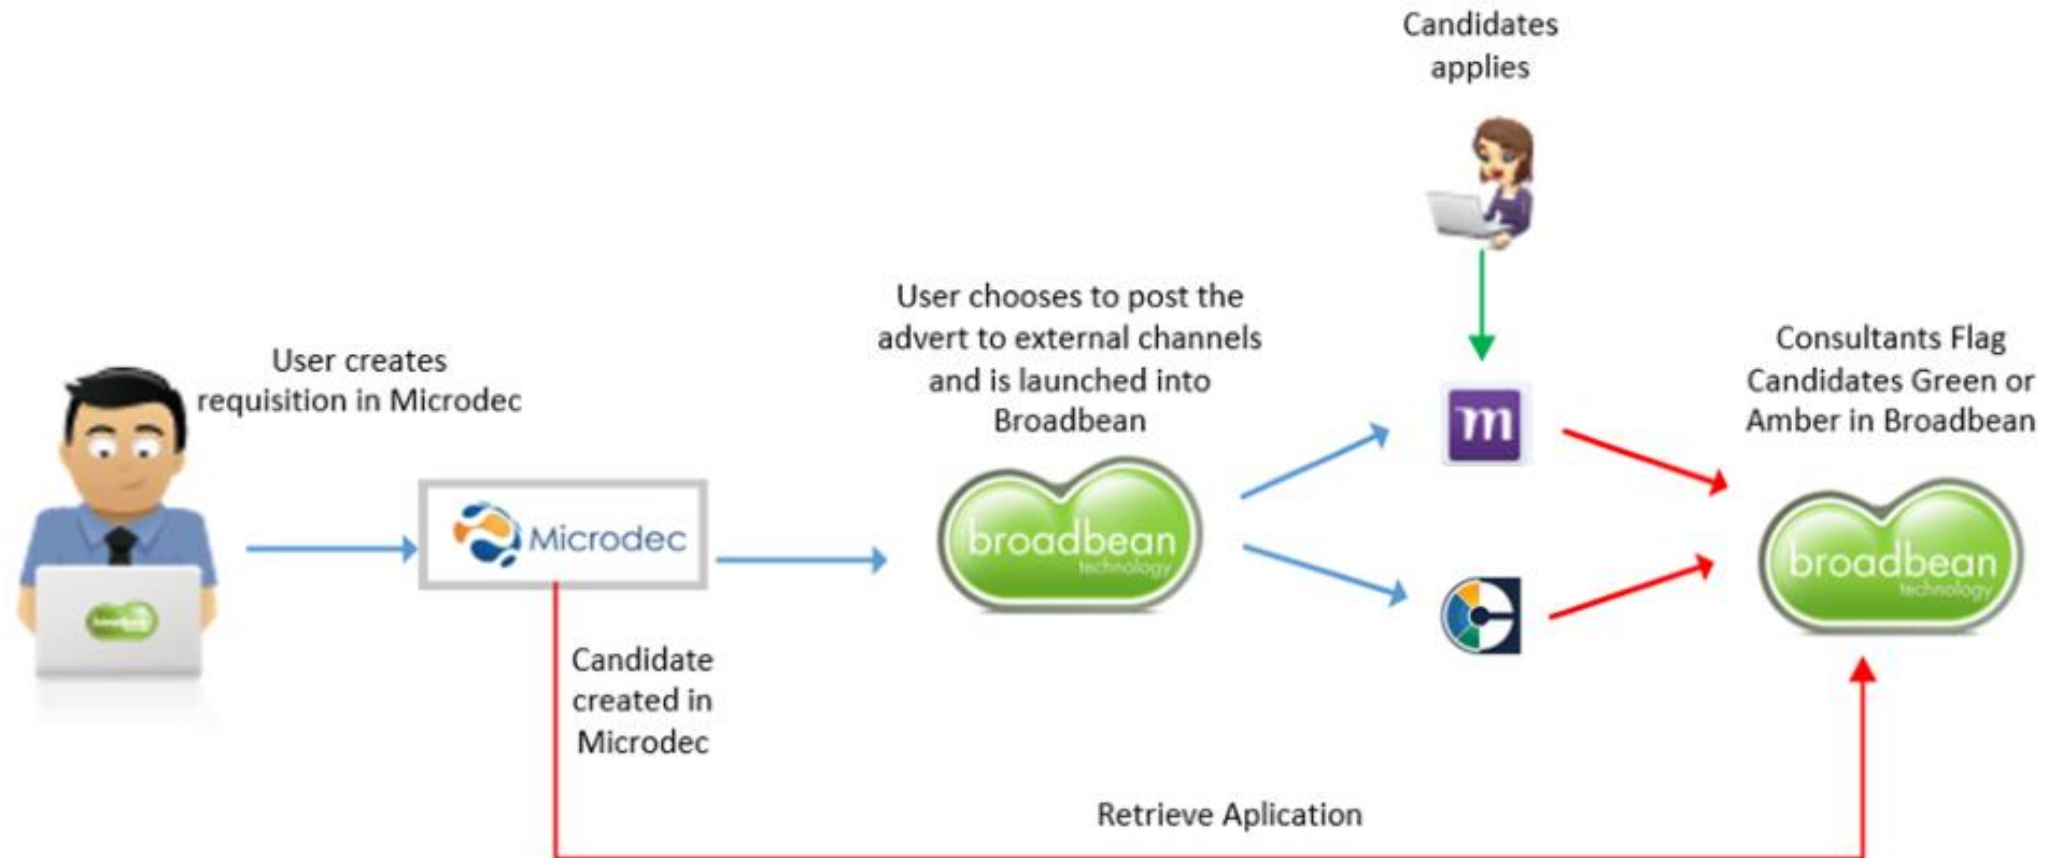 Candidates
applies
User chooses to post the
advert to external channels
and is launched into
Broadbean
User creates
requisition in Microdec
Consultants Flag
Candidates Green or
Amber in Broadbean
m
Microdec
broadbean
technology
broadbean
technology
Candidate
created in
Microdec
Retrieve Aplication